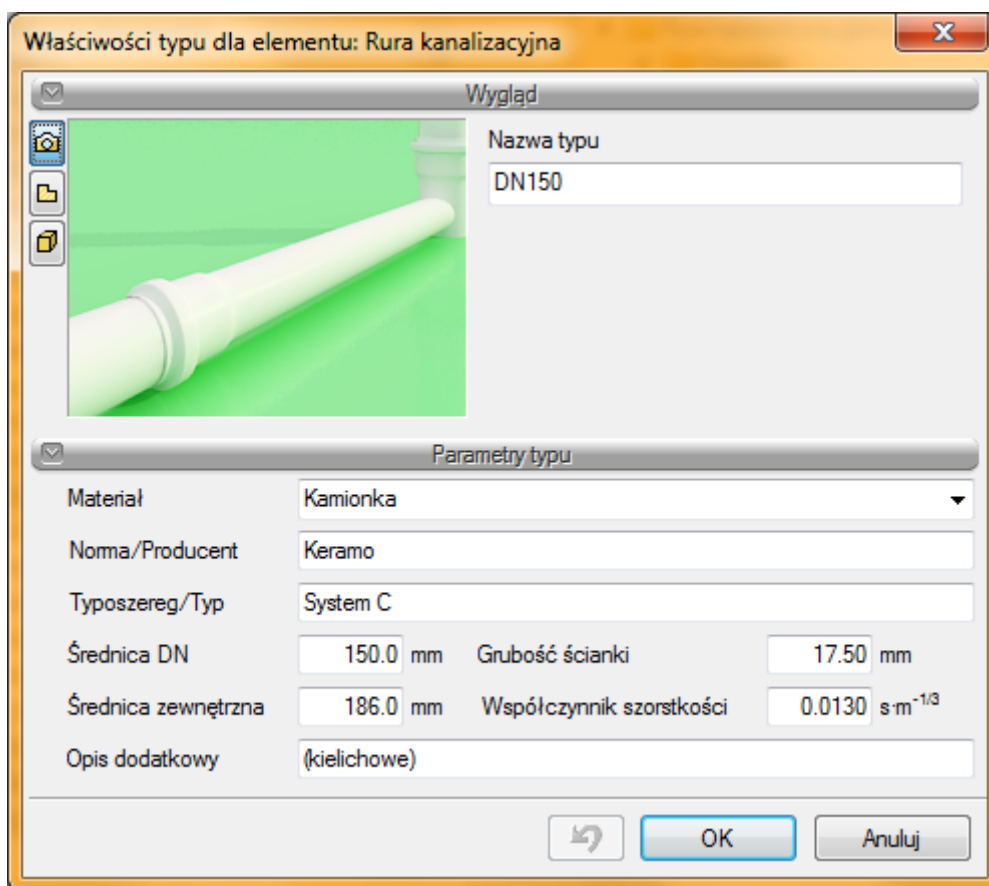 Właściwości typu dla elementu: Rura kanalizacyjna
Wygląd
Nazwa typu
DN150
Parametry typu
Materiał Kamionka
Norma/Producent Keramo
Typoszereg/Typ System C
Średnica DN 150.0 mm Grubość ścianki 17.50 mm
Średnica zewnętrzna 186.0 mm Współczynnik szorstkości 0.0130 s·m⁻¹ᐟ³
Opis dodatkowy (kielichowe)
OK Anuluj